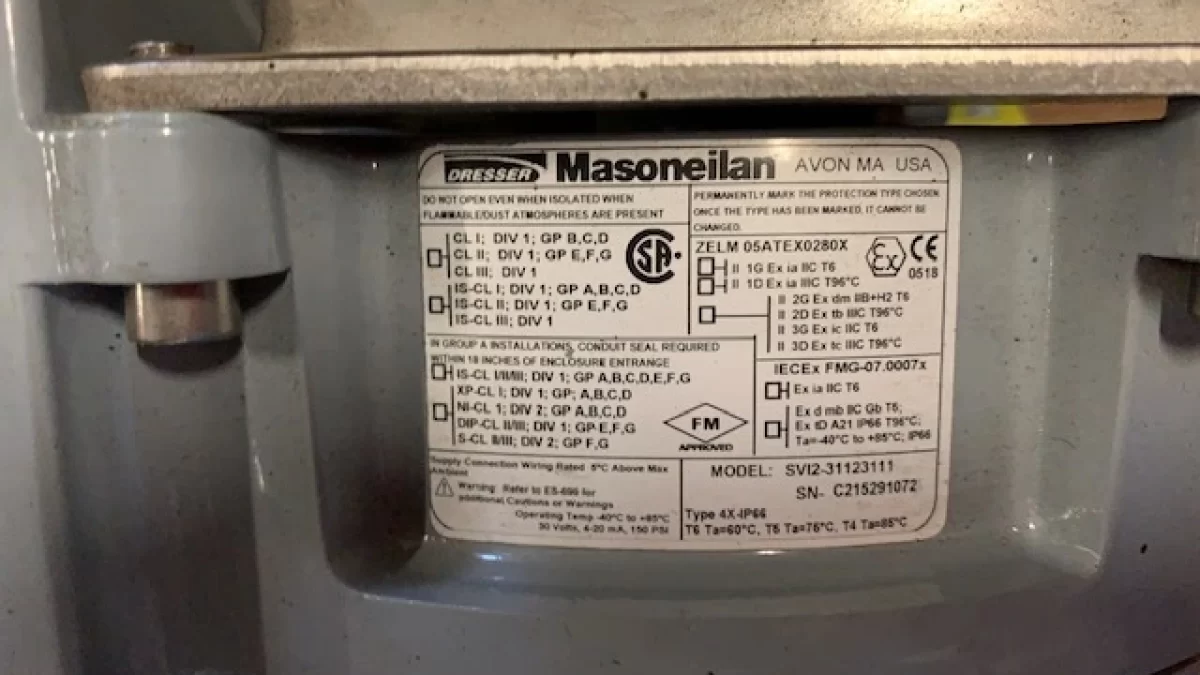 DRESSER Masoneilan AVON MA USA
DO NOT OPEN EVEN WHEN ISOLATED WHEN
FLAMMABLE/DUST ATMOSPHERES ARE PRESENT
CL I; DIV 1; GP B,C,D
CL II; DIV 1; GP E,F,G
CL III; DIV 1
IS-CL I; DIV 1; GP A,B,C,D
IS-CL II; DIV 1; GP E,F,G
IS-CL III; DIV 1
SA
PERMANENTLY MARK THE PROTECTION TYPE CHOSEN
ONCE THE TYPE HAS BEEN MARKED, IT CANNOT BE
CHANGED.
ZELM 05ATEX0280X
II 1G Ex ia IIC T6
II 1D Ex ia IIIC T96°C
Ex CE
0518
II 2G Ex dm IIB+H2 T6
II 2D Ex tb IIIC T96°C
II 3G Ex ic IIC T6
II 3D Ex tc IIIC T96°C
IN GROUP A INSTALLATIONS, CONDUIT SEAL REQUIRED
WITHIN 18 INCHES OF ENCLOSURE ENTRANGE
IS-CL I/II/III; DIV 1; GP A,B,C,D,E,F,G
XP-CL I; DIV 1; GP; A,B,C,D
NI-CL 1; DIV 2; GP A,B,C,D
DIP-CL II/III; DIV 1; GP-E,F,G
S-CL II/III; DIV 2; GP F,G
FM
APPROVED
IECEx FMG-07.0007x
Ex ia IIC T6
Ex d mb IIC Gb T5;
Ex tD A21 IP66 T96°C;
Ta=-40°C to +85°C; IP66
Supply Connection Wiring Rated 5°C Above Max
Ambient
Warning: Refer to ES-699 for
additional Cautions or Warnings
Operating Temp -40°C to +85°C
30 Volts, 4-20 mA, 150 PSI
MODEL: SVI2-31123111
SN- C215291072
Type 4X-IP66
T6 Ta=60°C, T5 Ta=75°C, T4 Ta=85°C